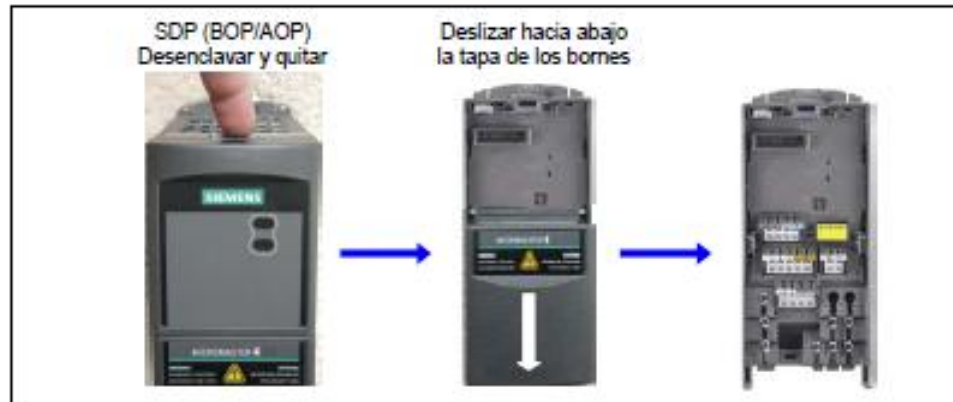 SDP (BOP/AOP)
Desenclavar y quitar
Deslizar hacia abajo
la tapa de los bornes
SIEMENS
MICROMASTER 4
MICROMASTER 4